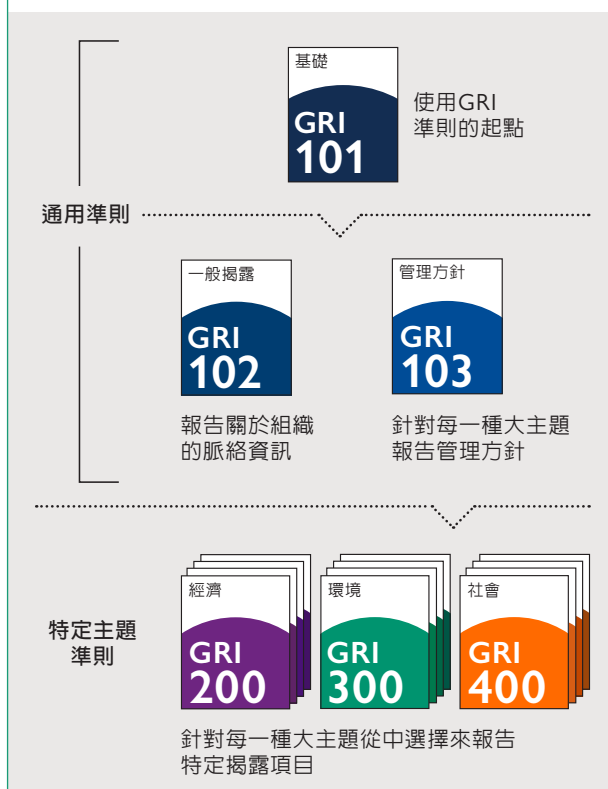 基礎
GRI
101
使用GRI
準則的起點
通用準則
一般揭露
GRI
102
管理方針
GRI
103
報告關於組織
的脈絡資訊
針對每一種大主題
報告管理方針
特定主題
準則
經濟
GRI
200
環境
GRI
300
社會
GRI
400
針對每一種大主題從中選擇來報告
特定揭露項目